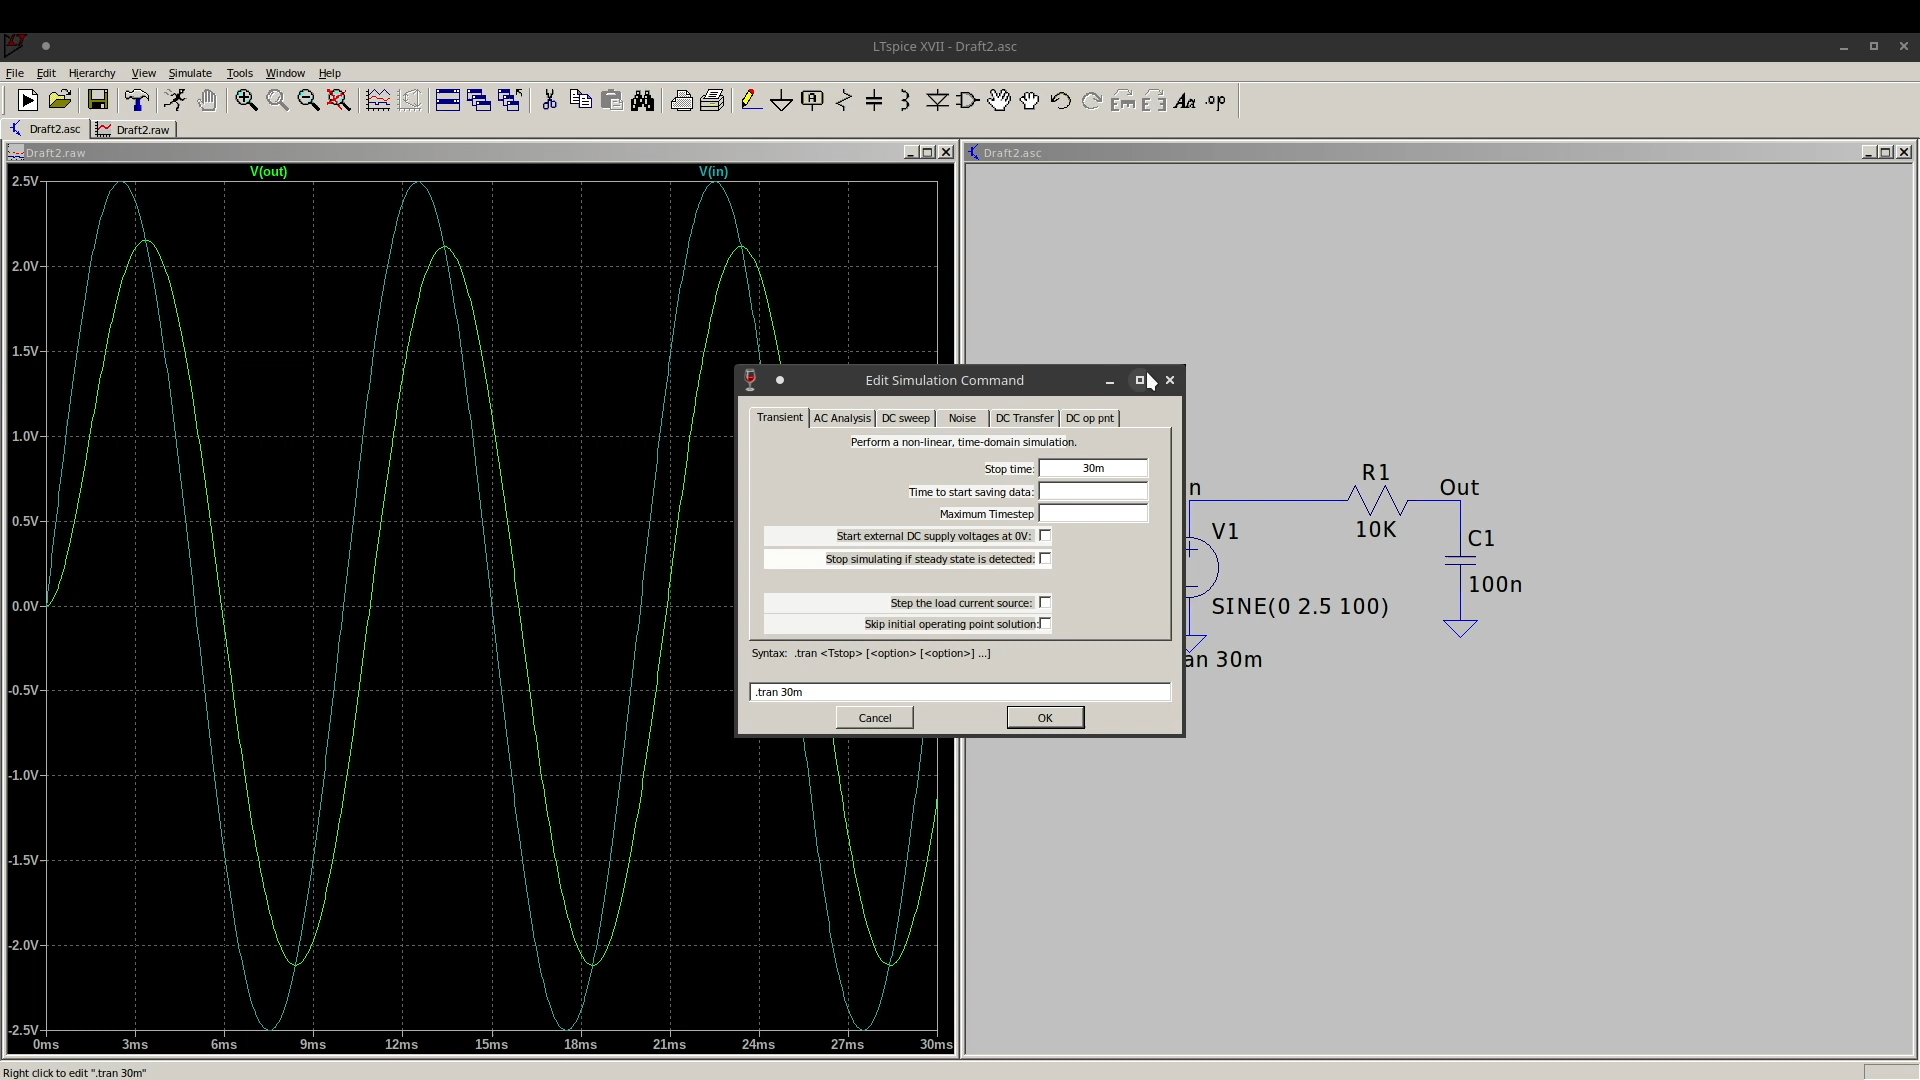 LTspice XVII - Draft2.asc
File Edit Hierarchy View Simulate Tools Window Help
.op
Draft2.asc Draft2.raw
Draft2.raw
Draft2.asc
V(out) V(in)
2.5V
2.0V
1.5V
1.0V
0.5V
0.0V
-0.5V
-1.0V
-1.5V
-2.0V
-2.5V
0ms 3ms 6ms 9ms 12ms 15ms 18ms 21ms 24ms 27ms 30ms
Edit Simulation Command
Transient AC Analysis DC sweep Noise DC Transfer DC op pnt
Perform a non-linear, time-domain simulation.
Stop time: 30m
Time to start saving data:
Maximum Timestep
Start external DC supply voltages at 0V:
Stop simulating if steady state is detected:
Step the load current source:
Skip initial operating point solution:
Syntax: .tran <Tstop> [<option> [<option>] ...]
.tran 30m
Cancel OK
n
R1
Out
10K
V1
C1
100n
SINE(0 2.5 100)
an 30m
Right click to edit ".tran 30m"